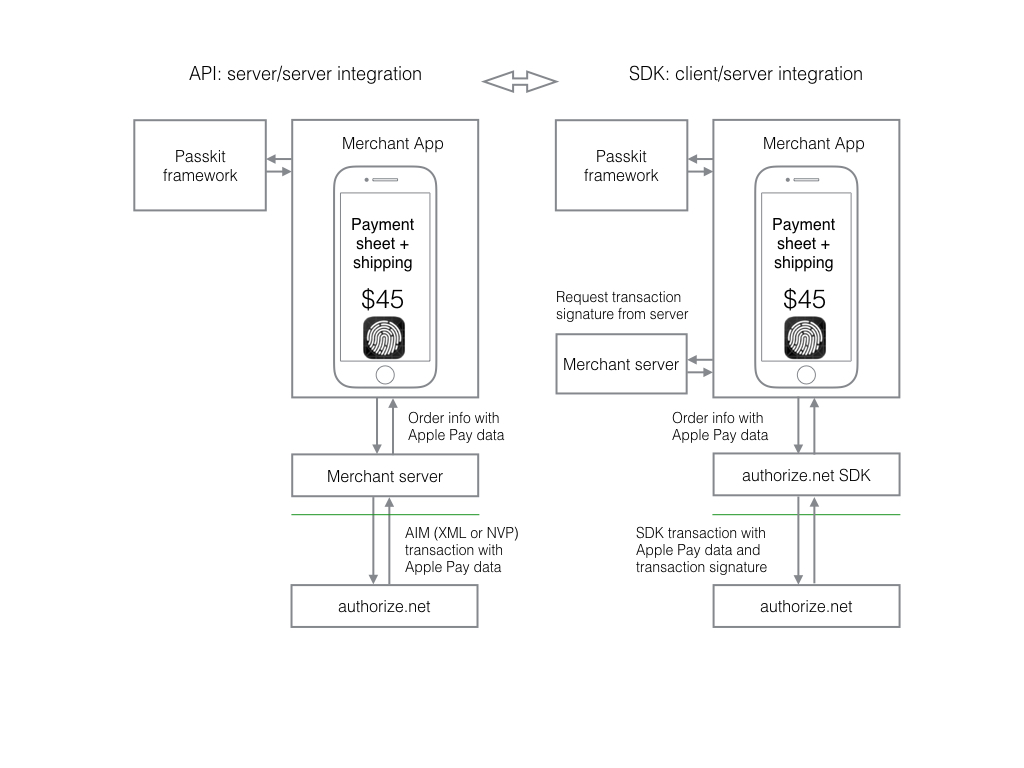 API: server/server integration
SDK: client/server integration
Passkit
framework
Merchant App
Payment
sheet +
shipping
$45
Order info with
Apple Pay data
Merchant server
AIM (XML or NVP)
transaction with
Apple Pay data
authorize.net
Passkit
framework
Merchant App
Payment
sheet +
shipping
$45
Request transaction
signature from server
Merchant server
Order info with
Apple Pay data
authorize.net SDK
SDK transaction with
Apple Pay data and
transaction signature
authorize.net